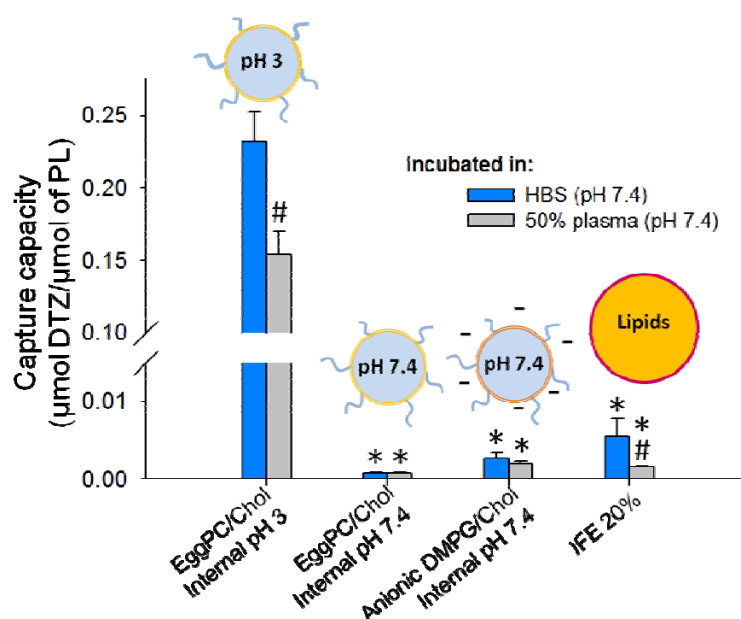 pH 3
0.25
0.20
0.15
0.10
0.01
0.00
Capture capacity
(µmol DTZ/µmol of PL)
#
Incubated in:
HBS (pH 7.4)
50% plasma (pH 7.4)
pH 7.4
* *
– – – – – –
pH 7.4
* *
Lipids
* *
#
EggPC/Chol
Internal pH 3
EggPC/Chol
Internal pH 7.4
Anionic DMPG/Chol
Internal pH 7.4
IFE 20%